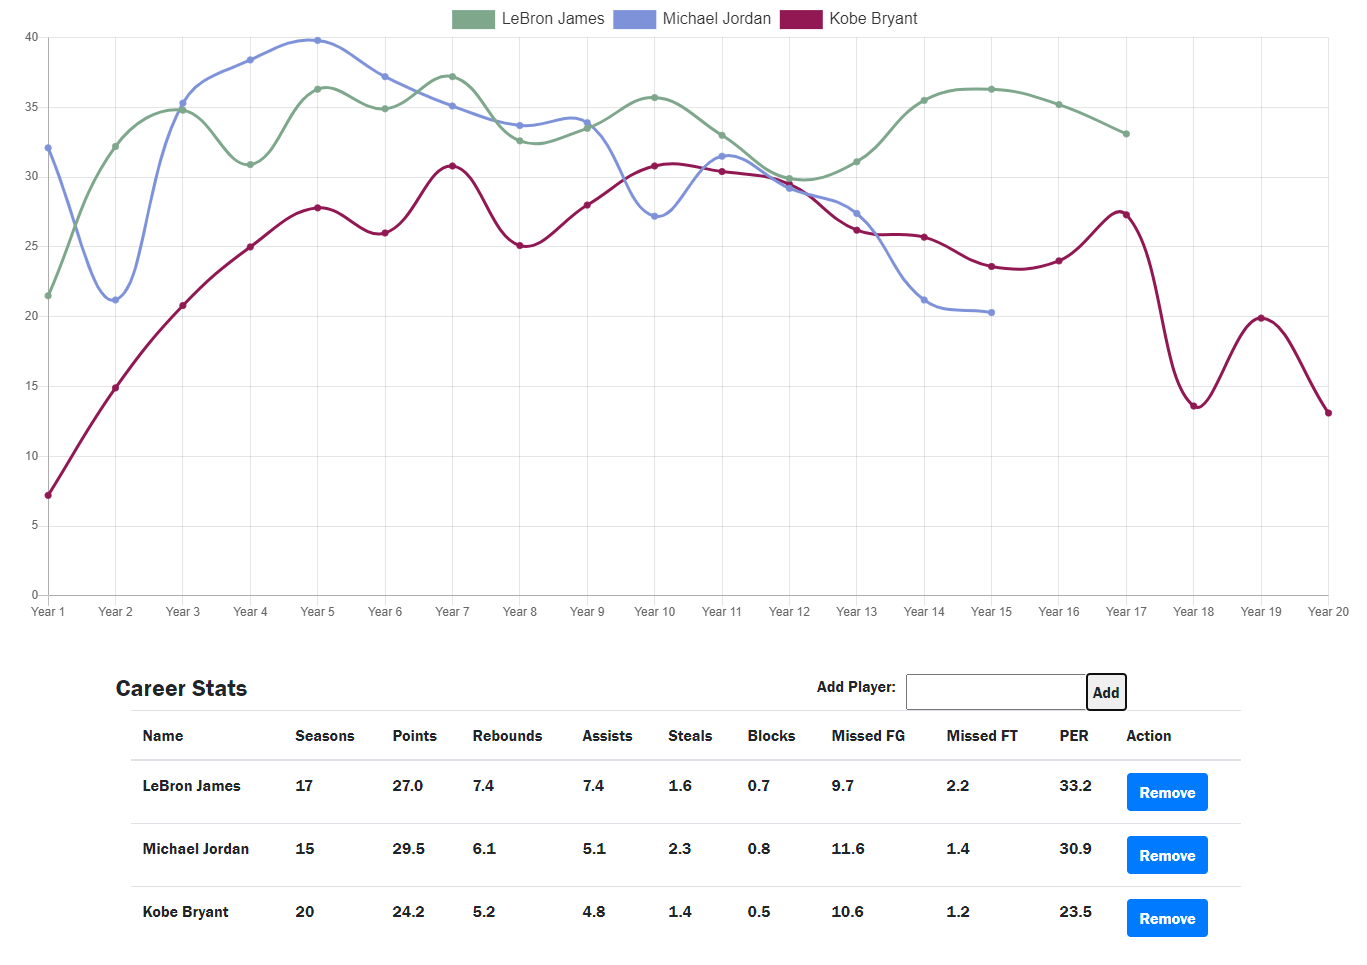 LeBron James Michael Jordan Kobe Bryant
40
35
30
25
20
15
10
5
0
Year 1 Year 2 Year 3 Year 4 Year 5 Year 6 Year 7 Year 8 Year 9 Year 10 Year 11 Year 12 Year 13 Year 14 Year 15 Year 16 Year 17 Year 18 Year 19 Year 20
Career Stats Add Player: Add
Name Seasons Points Rebounds Assists Steals Blocks Missed FG Missed FT PER Action
LeBron James 17 27.0 7.4 7.4 1.6 0.7 9.7 2.2 33.2 Remove
Michael Jordan 15 29.5 6.1 5.1 2.3 0.8 11.6 1.4 30.9 Remove
Kobe Bryant 20 24.2 5.2 4.8 1.4 0.5 10.6 1.2 23.5 Remove